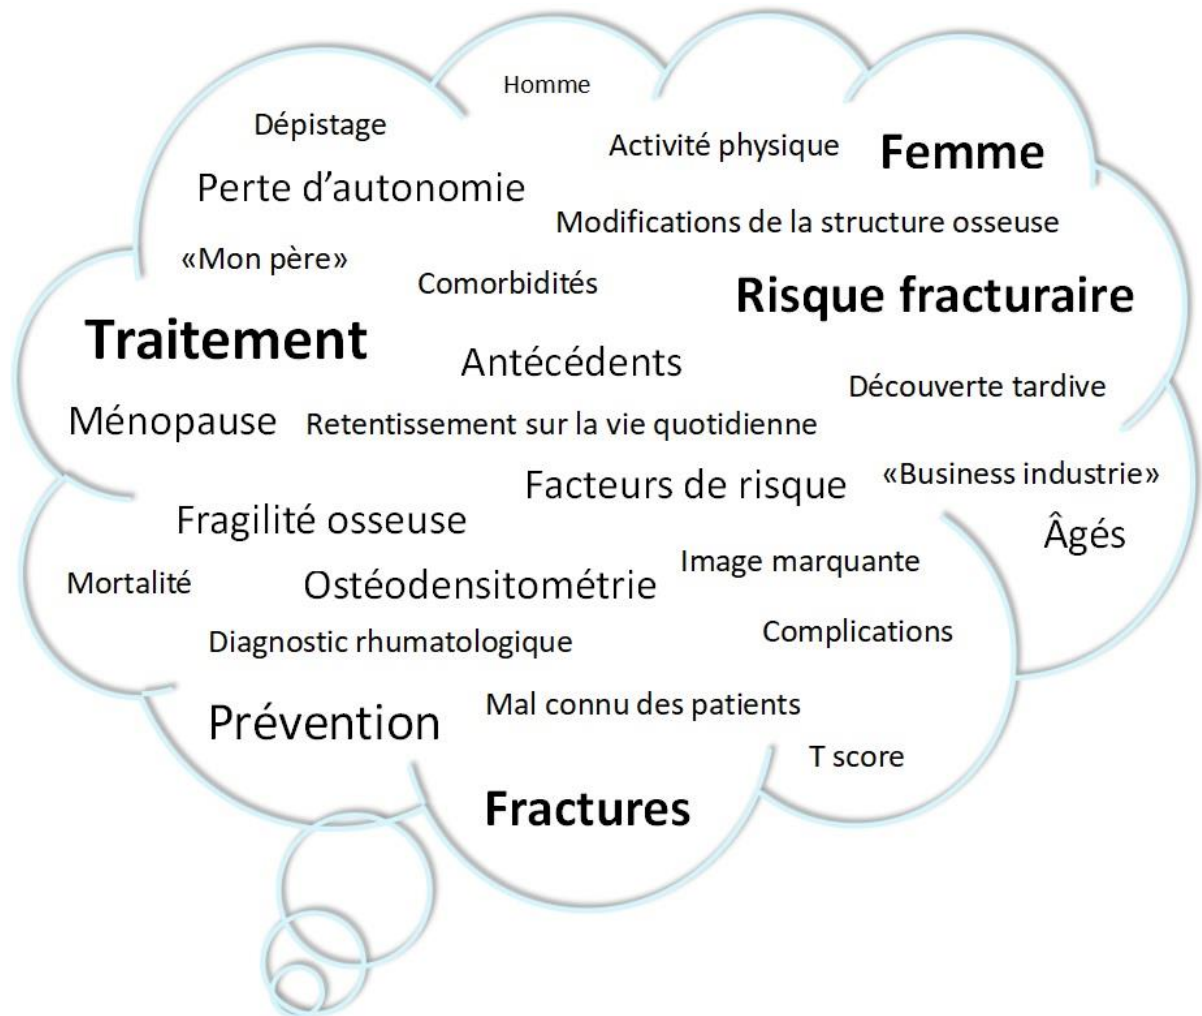 Homme
Dépistage
Activité physique
Femme
Perte d’autonomie
Modifications de la structure osseuse
«Mon père»
Comorbidités
Risque fracturaire
Traitement
Antécédents
Découverte tardive
Ménopause
Retentissement sur la vie quotidienne
Facteurs de risque
«Business industrie»
Fragilité osseuse
Âgés
Mortalité
Ostéodensitométrie
Image marquante
Diagnostic rhumatologique
Complications
Prévention
Mal connu des patients
T score
Fractures